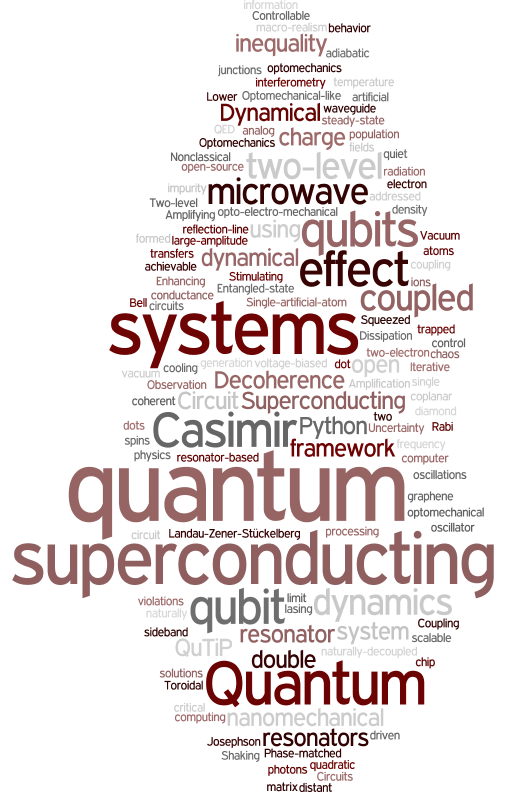 information
Controllable
macro-realism behavior
inequality
adiabatic
junctions optomechanics
interferometry temperature
Lower Optomechanical-like artificial
Dynamical waveguide
steady-state
QED analog charge population
Optomechanics fields
Nonclassical two-level quiet
open-source radiation
impurity microwave electron
addressed
Two-level
Amplifying opto-electro-mechanical density
reflection-line using qubits Vacuum
formed large-amplitude
transfers dynamical effect atoms
achievable coupling
Enhancing Stimulating ions
Entangled-state coupled
conductance
Bell circuits Single-artificial-atom
systems Squeezed
trapped
Dissipation control
two-electron chaos
generation voltage-biased dot open Iterative
vacuum cooling
Observation Decoherence Amplification single
coherent Circuit Superconducting coplanar
diamond
dots Casimir Python two
Uncertainty Rabi
spins framework frequency
physics resonator-based computer
quantum oscillations
graphene
optomechanical
oscillator
circuit Landau-Zener-Stückelberg processing
superconducting
violations qubit limit dynamics
naturally lasing
sideband resonator system Coupling
scalable
QuTiP naturally-decoupled
double chip
solutions Quantum
Toroidal
critical
computing nanomechanical
Josephson resonators driven
Shaking Phase-matched
photons quadratic
Circuits
matrix distant